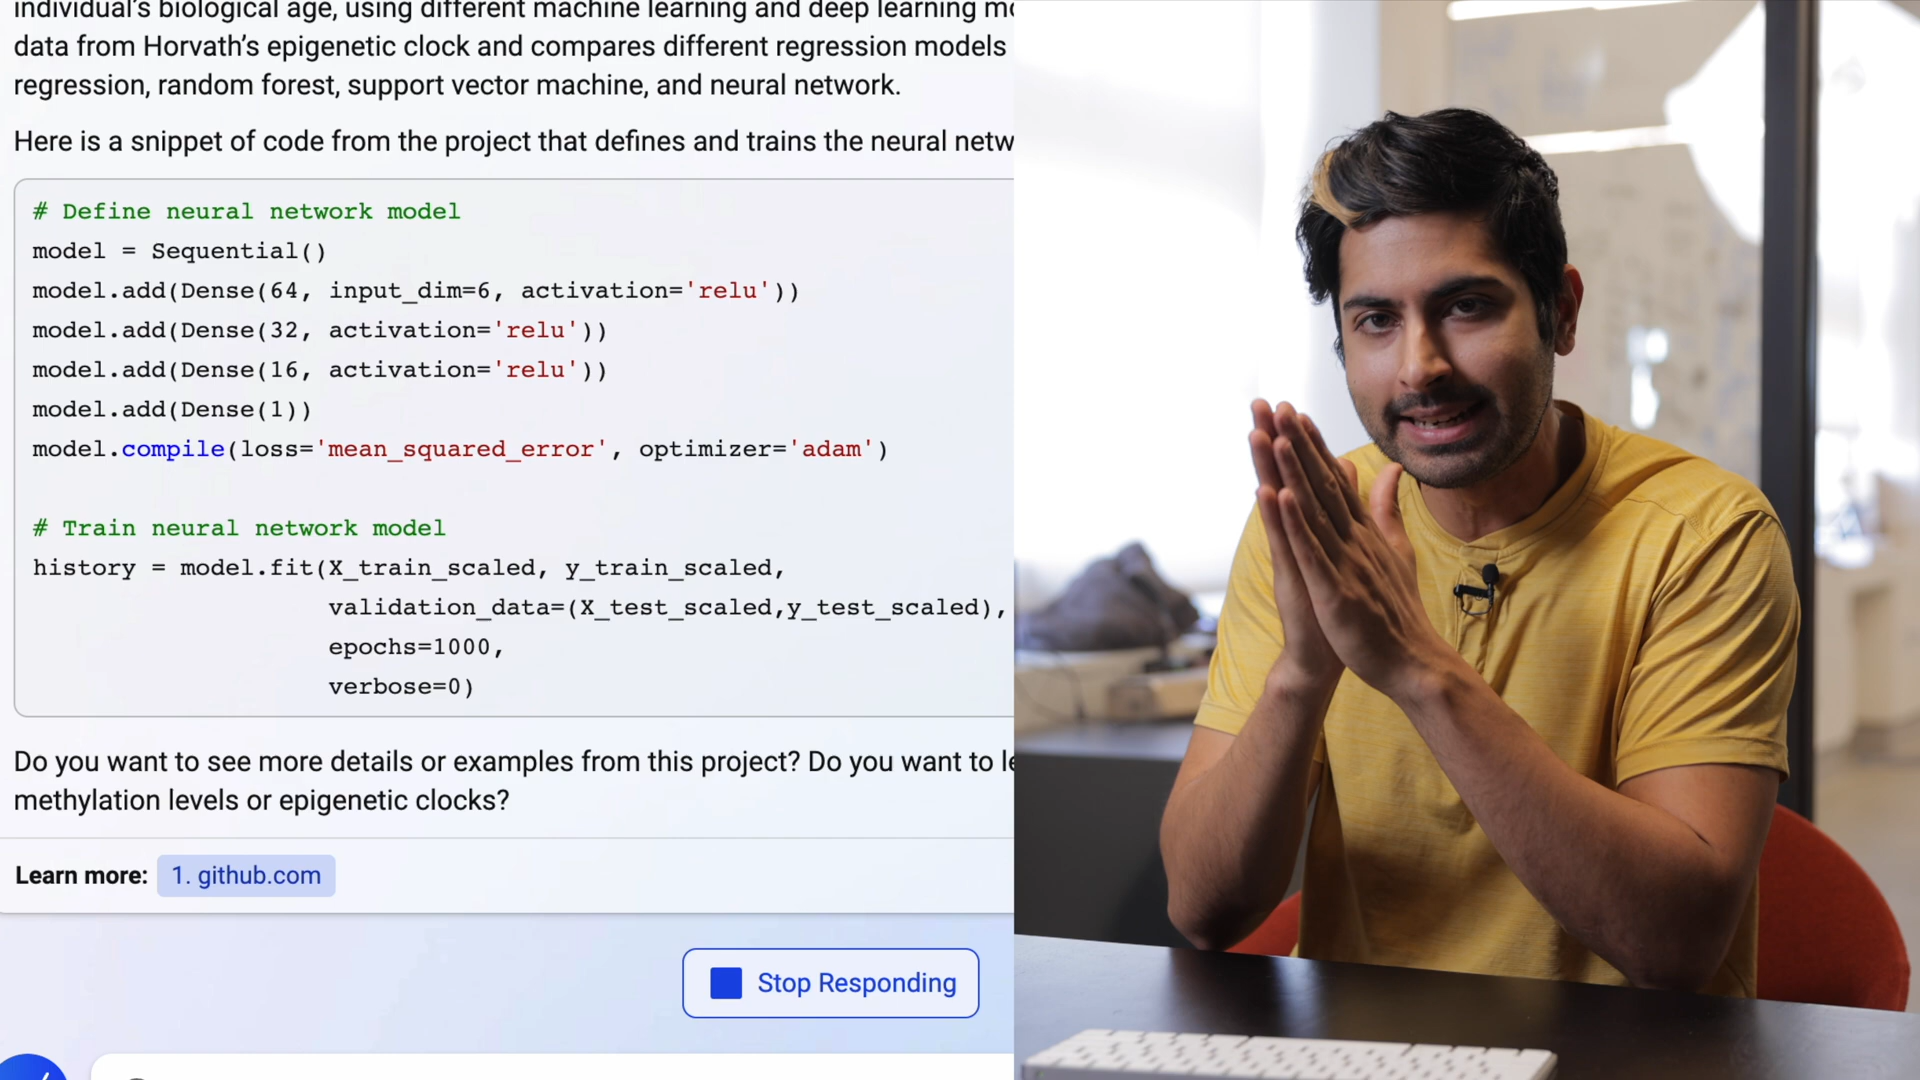 individual's biological age, using different machine learning and deep learning
data from Horvath's epigenetic clock and compares different regression models
regression, random forest, support vector machine, and neural network.
Here is a snippet of code from the project that defines and trains the neural
# Define neural network model
model = Sequential()
model.add(Dense(64, input_dim=6, activation='relu'))
model.add(Dense(32, activation='relu'))
model.add(Dense(16, activation='relu'))
model.add(Dense(1))
model.compile(loss='mean_squared_error', optimizer='adam')
# Train neural network model
history = model.fit(X_train_scaled, y_train_scaled,
validation_data=(X_test_scaled,y_test_scaled),
epochs=1000,
verbose=0)
Do you want to see more details or examples from this project? Do you want to
methylation levels or epigenetic clocks?
Learn more: 1. github.com
Stop Responding